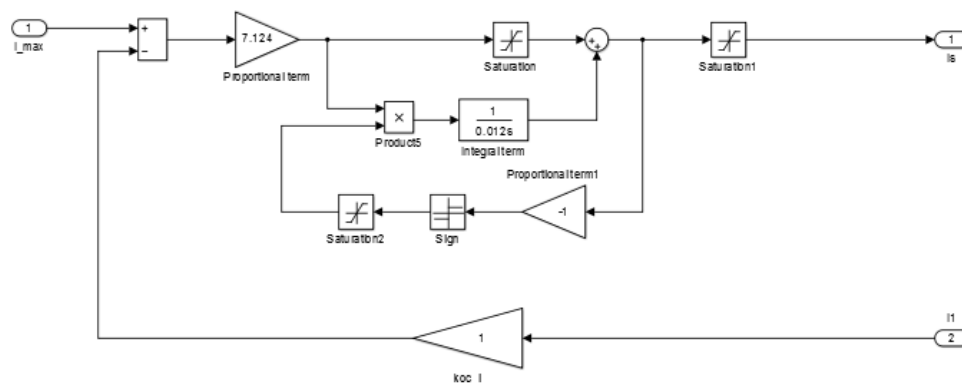 1
I_max
+
−
7.124
Proportional term
Saturation
+
+
Saturation1
1
Is
×
Product5
1
0.012s
Integral term
Proportional term1
-1
Sign
Saturation2
I1
2
1
koc_I